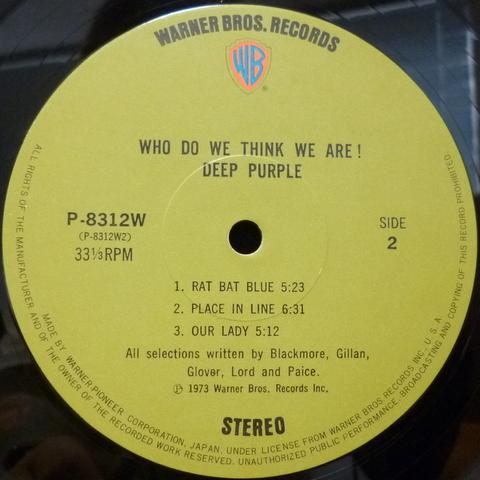 WARNER BROS. RECORDS
WB
®
WHO DO WE THINK WE ARE!
DEEP PURPLE
P-8312W
(P-8312W2)
33⅓RPM
SIDE
2
1. RAT BAT BLUE 5:23
2. PLACE IN LINE 6:31
3. OUR LADY 5:12
All selections written by Blackmore, Gillan,
Glover, Lord and Paice.
℗ 1973 Warner Bros. Records Inc.
STEREO
MADE BY WARNER-PIONEER CORPORATION, JAPAN, UNDER LICENSE FROM WARNER BROS. RECORDS INC., U.S.A.
ALL RIGHTS OF THE MANUFACTURER AND OF THE OWNER OF THE RECORDED WORK RESERVED. UNAUTHORIZED PUBLIC PERFORMANCE, BROADCASTING AND COPYING OF THIS RECORD PROHIBITED.